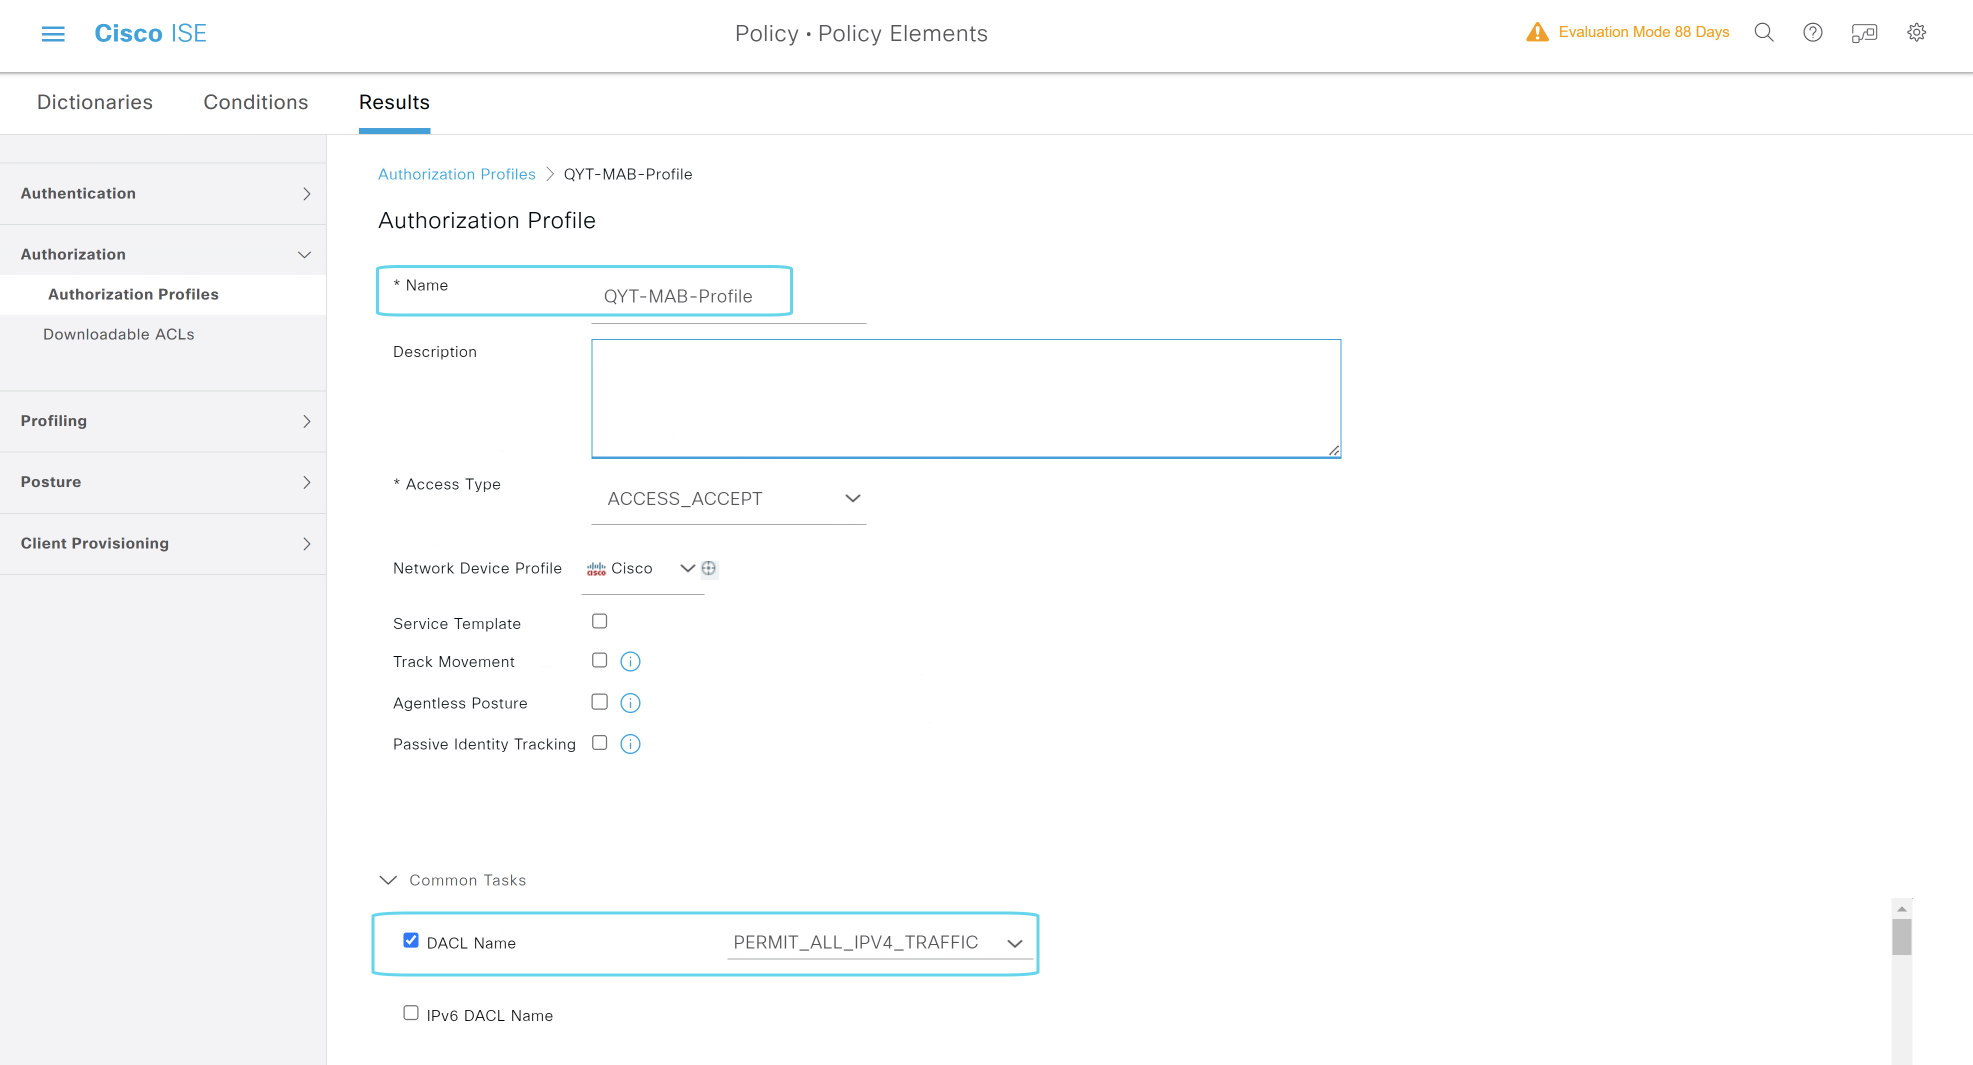 Cisco ISE
Policy • Policy Elements
Evaluation Mode 88 Days
Dictionaries Conditions Results
Authentication
Authorization
Authorization Profiles
Downloadable ACLs
Profiling
Posture
Client Provisioning
Authorization Profiles > QYT-MAB-Profile
Authorization Profile
* Name QYT-MAB-Profile
Description
* Access Type ACCESS_ACCEPT
Network Device Profile CISCO Cisco
Service Template
Track Movement
Agentless Posture
Passive Identity Tracking
Common Tasks
DACL Name PERMIT_ALL_IPV4_TRAFFIC
IPv6 DACL Name